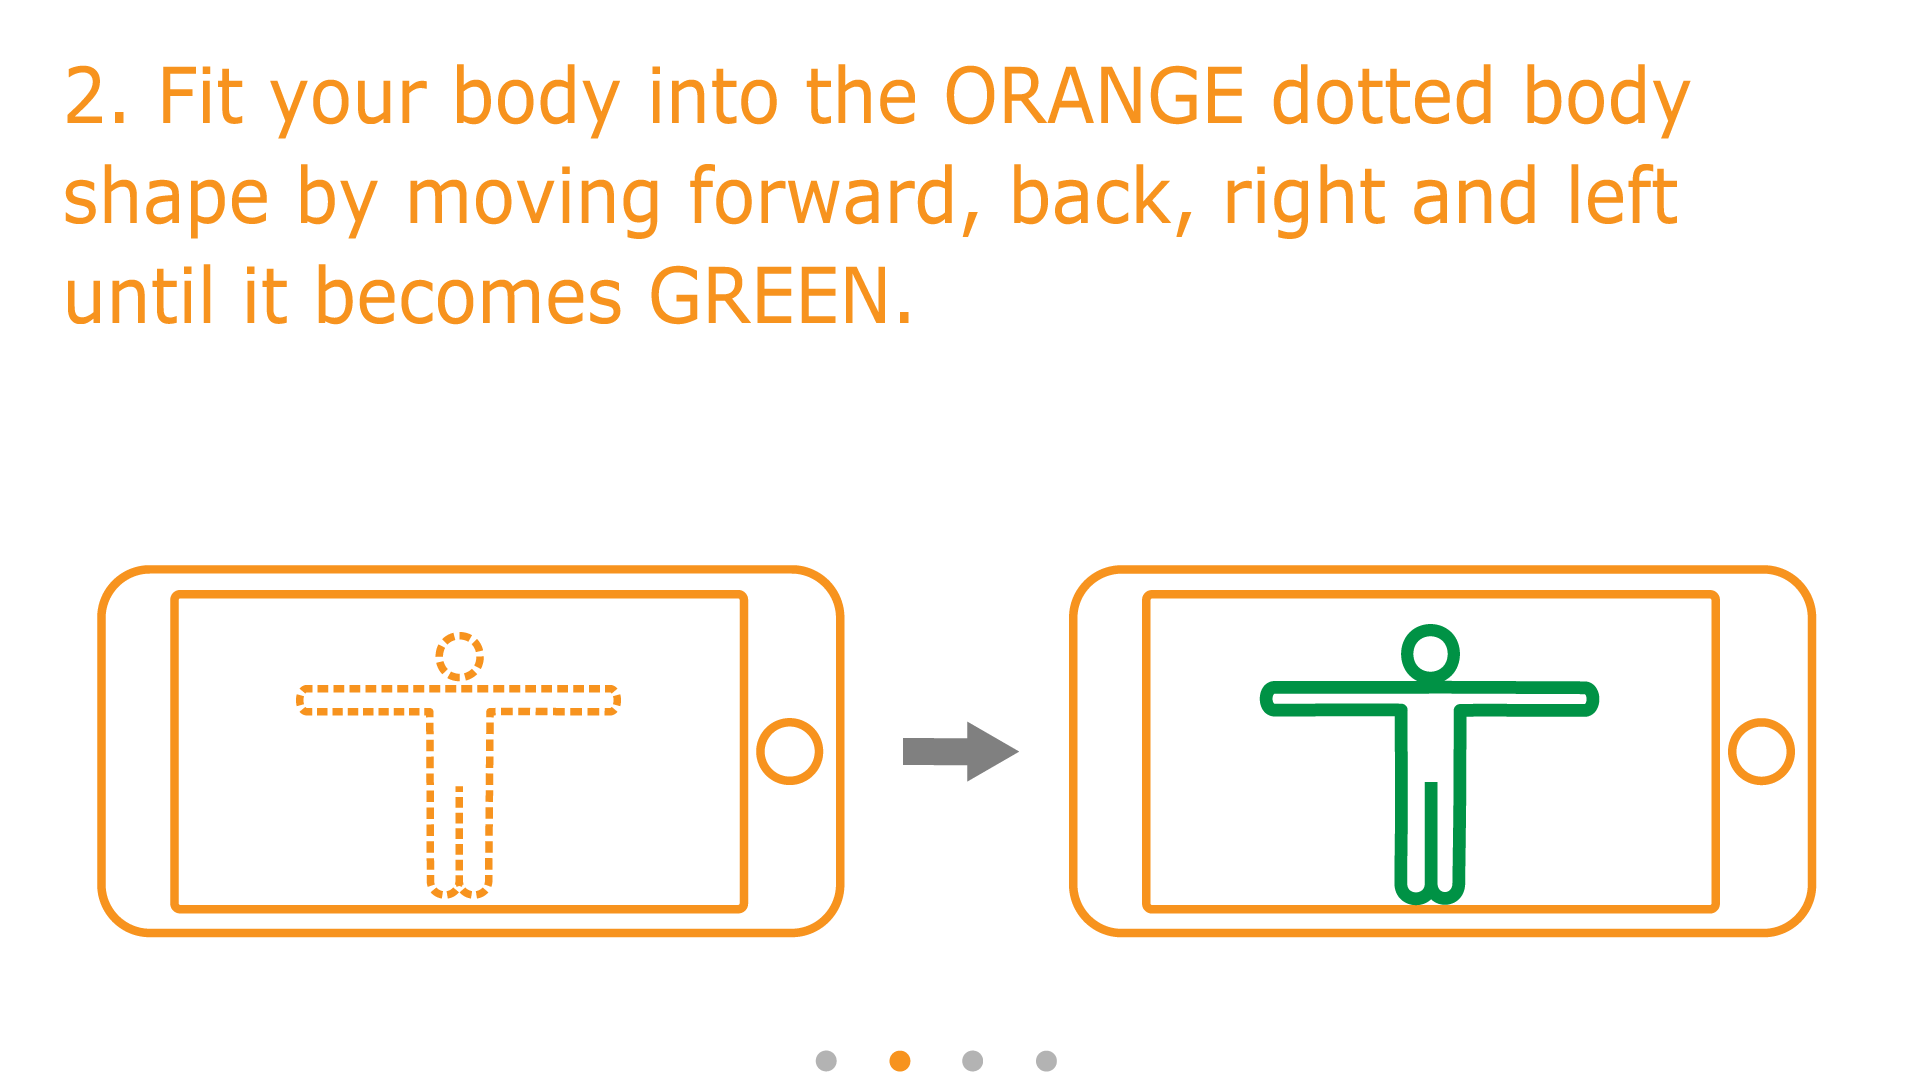 2. Fit your body into the ORANGE dotted body
shape by moving forward, back, right and left
until it becomes GREEN.